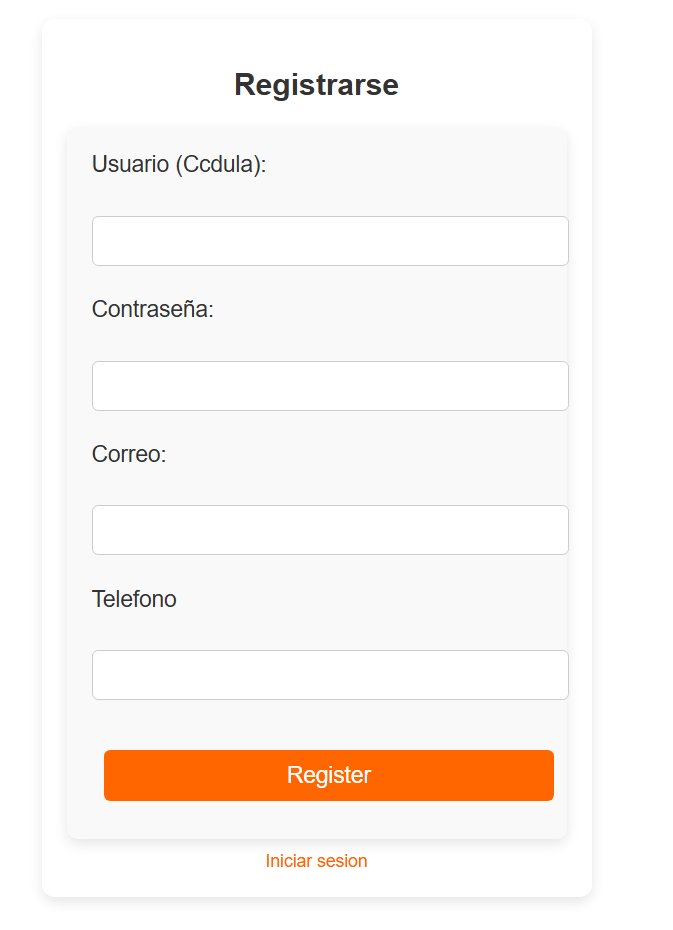 Registrarse
Usuario (Ccdula):
Contraseña:
Correo:
Telefono
Register
Iniciar sesion